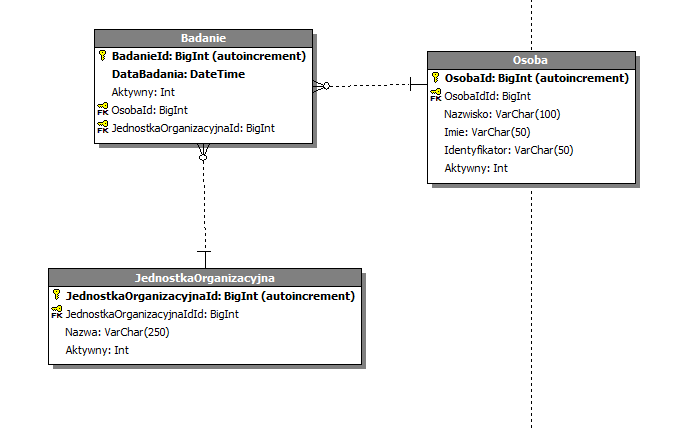 Badanie
BadanieId: BigInt (autoincrement)
DataBadania: DateTime
Aktywny: Int
FK OsobaId: BigInt
FK JednostkaOrganizacyjnaId: BigInt
Osoba
OsobaId: BigInt (autoincrement)
FK OsobaIdId: BigInt
Nazwisko: VarChar(100)
Imie: VarChar(50)
Identyfikator: VarChar(50)
Aktywny: Int
JednostkaOrganizacyjna
JednostkaOrganizacyjnaId: BigInt (autoincrement)
FK JednostkaOrganizacyjnaIdId: BigInt
Nazwa: VarChar(250)
Aktywny: Int